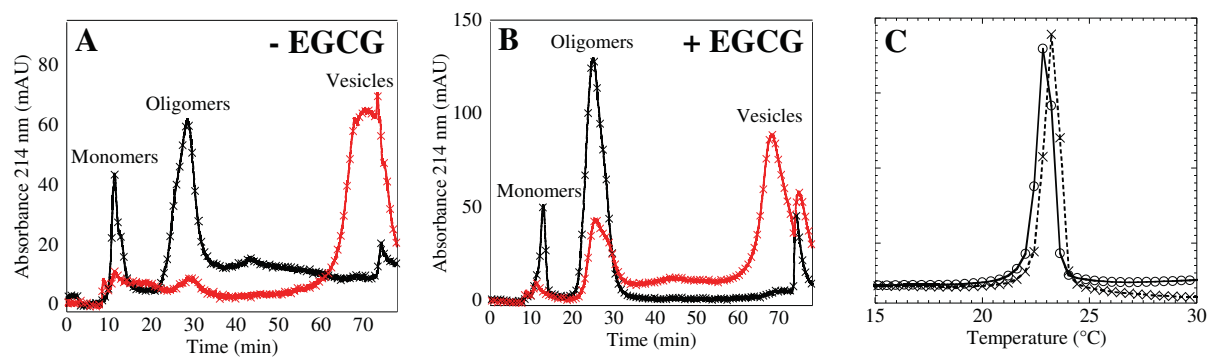 A
- EGCG
Absorbance 214 nm (mAU)
80
60
40
20
0
Monomers
Oligomers
Vesicles
0 10 20 30 40 50 60 70
Time (min)
B
+ EGCG
Absorbance 214 nm (mAU)
150
100
50
0
Monomers
Oligomers
Vesicles
0 10 20 30 40 50 60 70
Time (min)
C
15 20 25 30
Temperature (°C)